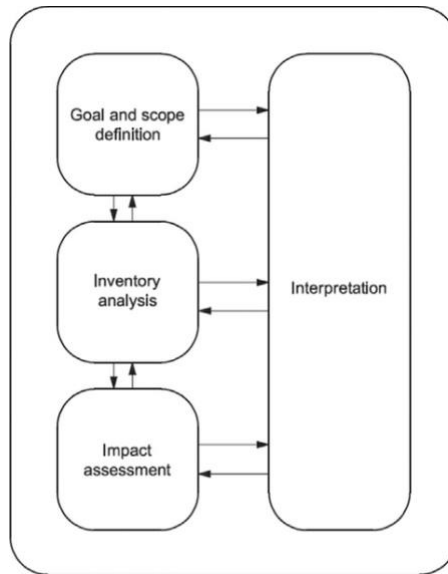 Goal and scope
definition
Inventory
analysis
Interpretation
Impact
assessment